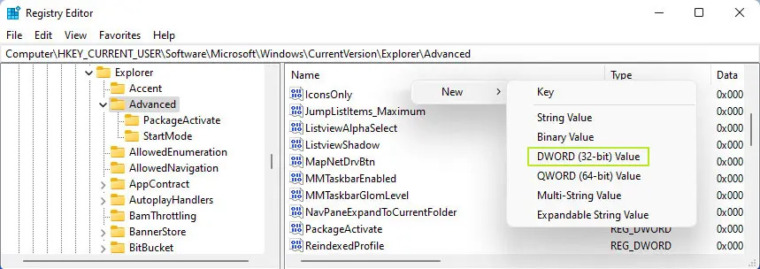 Registry Editor
File Edit View Favorites Help
Computer\HKEY_CURRENT_USER\Software\Microsoft\Windows\CurrentVersion\Explorer\Advanced
Explorer
Accent
Advanced
PackageActivate
StartMode
AllowedEnumeration
AllowedNavigation
AppContract
AutoplayHandlers
BamThrottling
BannerStore
BitBucket
Name Type Data
IconsOnly 0x000
JumpListItems_Maximum 0x000
ListviewAlphaSelect 0x000
ListviewShadow 0x000
MapNetDrvBtn 0x000
MMTaskbarEnabled 0x000
MMTaskbarGlomLevel 0x000
NavPaneExpandToCurrentFolder 0x000
PackageActivate REG_DWORD 0x000
ReindexedProfile REG_DWORD 0x000
New
Key
String Value
Binary Value
DWORD (32-bit) Value
QWORD (64-bit) Value
Multi-String Value
Expandable String Value